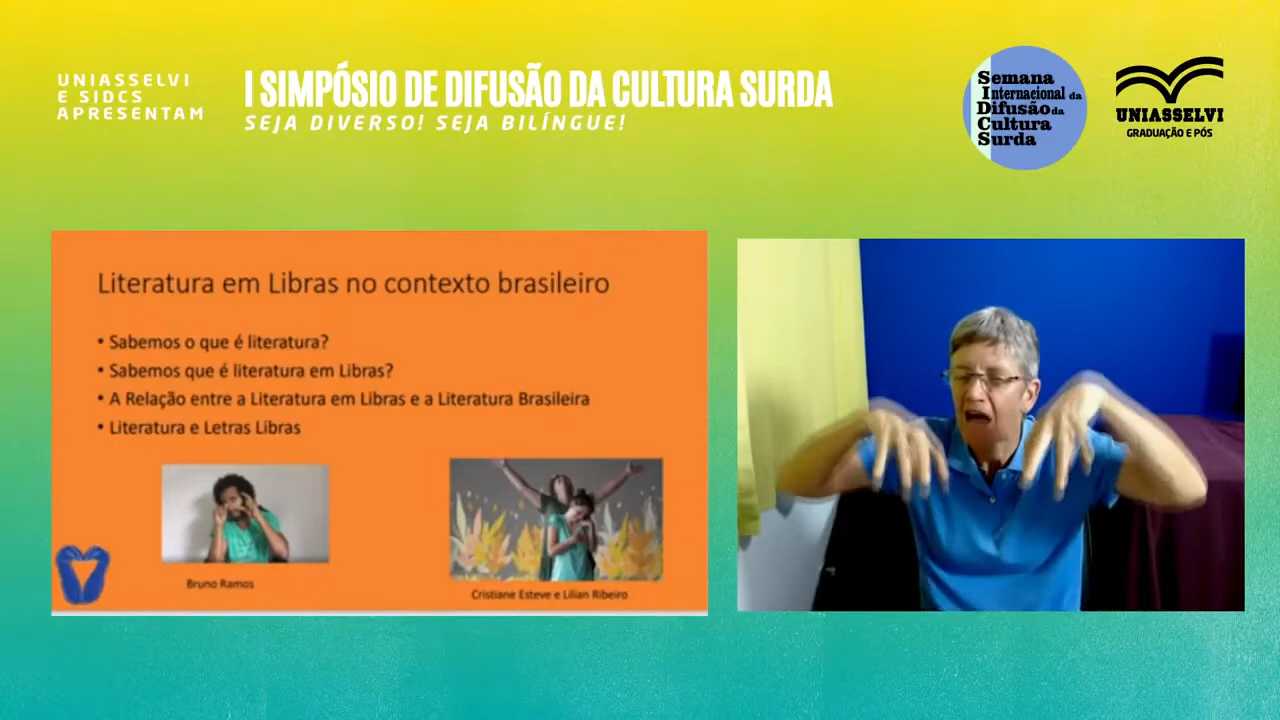 UNIASSELVI
E SIDCS
APRESENTAM
I SIMPÓSIO DE DIFUSÃO DA CULTURA SURDA
SEJA DIVERSO! SEJA BILÍNGUE!
Semana
Internacional da
Difusão da
Cultura
Surda
UNIASSELVI
GRADUAÇÃO E PÓS
Literatura em Libras no contexto brasileiro
• Sabemos o que é literatura?
• Sabemos que é literatura em Libras?
• A Relação entre a Literatura em Libras e a Literatura Brasileira
• Literatura e Letras Libras
Bruno Ramos
Cristiane Esteve e Lilian Ribeiro